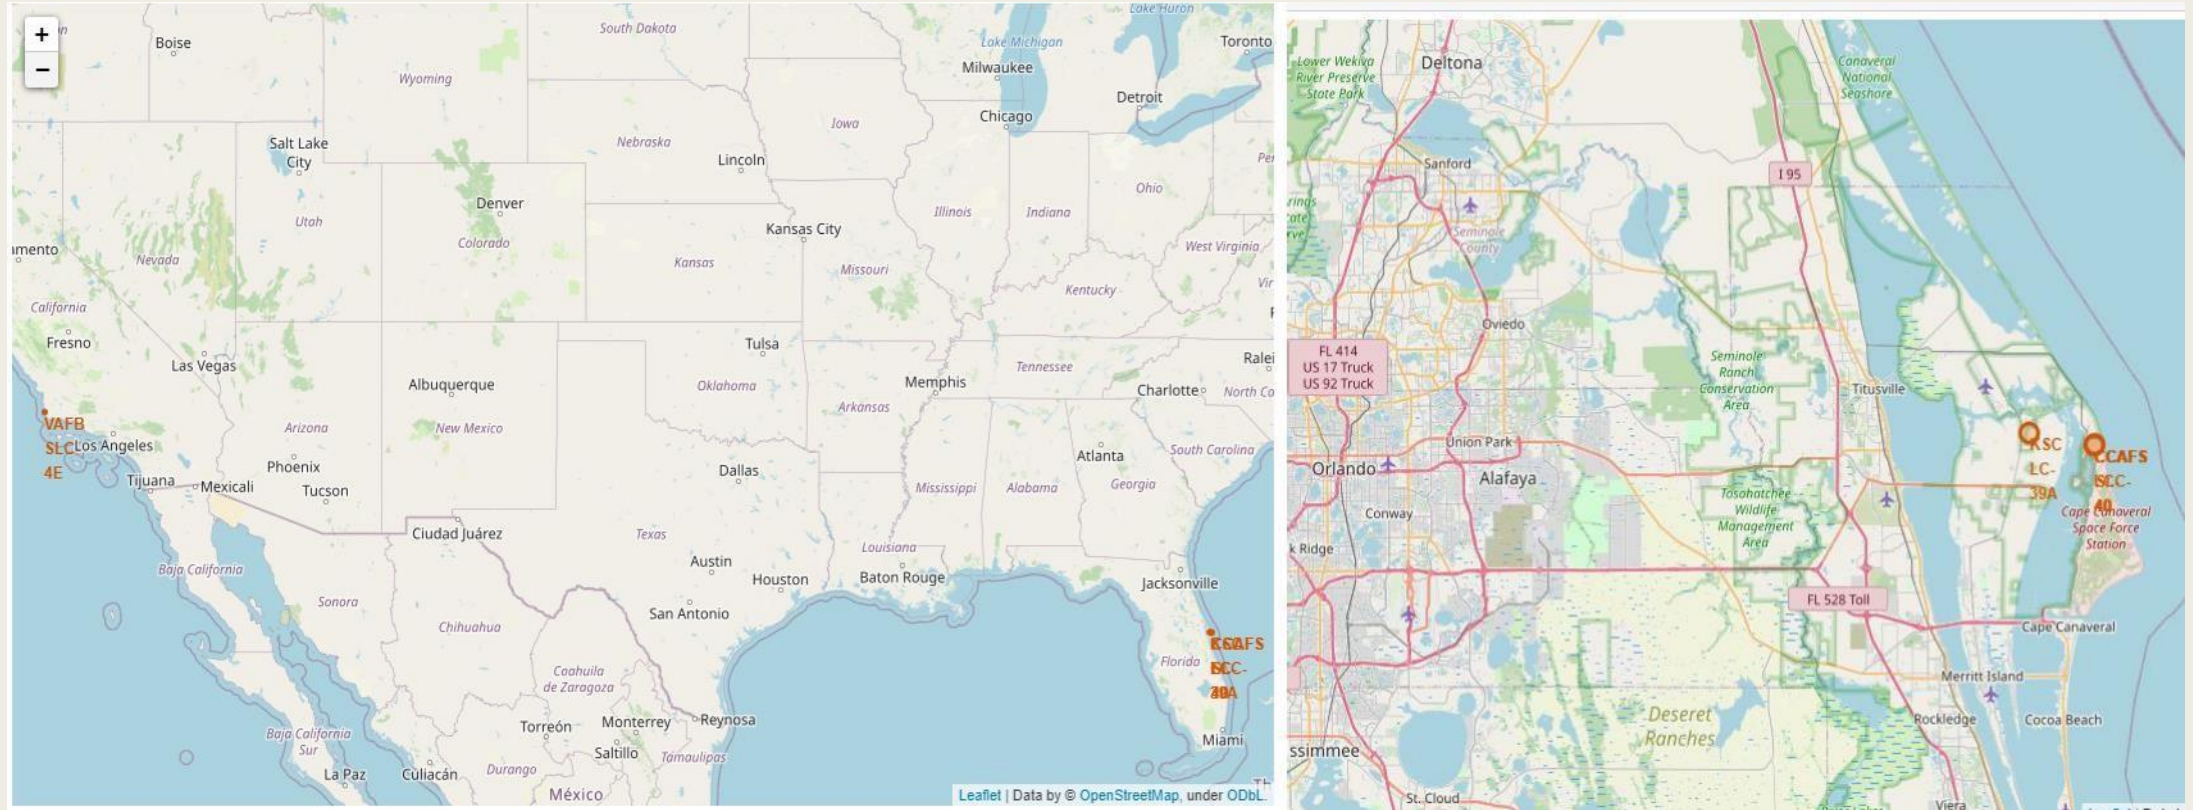 +
−
Boise
South Dakota
Lake Huron
Lake Michigan
Toronto
Wyoming
Milwaukee
Detroit
Chicago
Iowa
Salt Lake
City
Nebraska
Lincoln
Ohio
Denver
Utah
Illinois
Indiana
Kansas City
Colorado
West Virginia
Nevada
Kansas
Missouri
Kentucky
California
Fresno
Las Vegas
Tulsa
Albuquerque
Oklahoma
Memphis
Tennessee
Charlotte
Arkansas
VAFB
SLC-
4E
Los Angeles
Arizona
New Mexico
Phoenix
Tucson
Tijuana
Mexicali
Dallas
Atlanta
South Carolina
Mississippi
Alabama
Georgia
Ciudad Juárez
Texas
Louisiana
Austin
Houston
Baton Rouge
Jacksonville
Baja California
Sonora
San Antonio
Chihuahua
Florida
Coahuila
de Zaragoza
Baja California
Sur
Torreón
Monterrey
Reynosa
Saltillo
Tamaulipas
Miami
La Paz
Culiacán
Durango
México
Leaflet | Data by © OpenStreetMap, under ODbL.
Lower Wekiva
River Preserve
State Park
Deltona
Canaveral
National
Seashore
Sanford
I 95
Seminole
County
Oviedo
FL 414
US 17 Truck
US 92 Truck
Seminole
Ranch
Conservation
Area
Titusville
Union Park
Orlando
Alafaya
KSC
LC-
39A
CCAFS
Tosohatchee
Wildlife
Management
Area
Cape Canaveral
Space Force
Station
Conway
FL 528 Toll
Cape Canaveral
Merritt Island
Deseret
Ranches
Rockledge
Cocoa Beach
St. Cloud
Viera